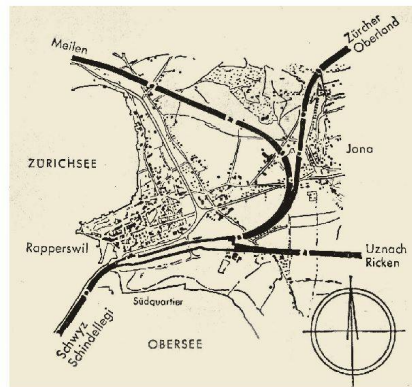 Meilen
Zürcher
Oberland
ZÜRICHSEE
Jona
Rapperswil
Uznach
Ricken
Südquartier
Schwyz
Schindellegi
OBERSEE